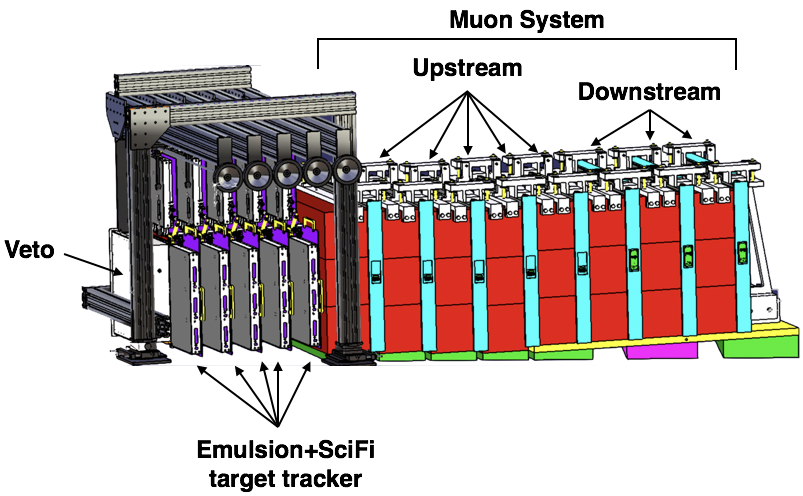 Muon System
Upstream
Downstream
Veto
Emulsion+SciFi
target tracker